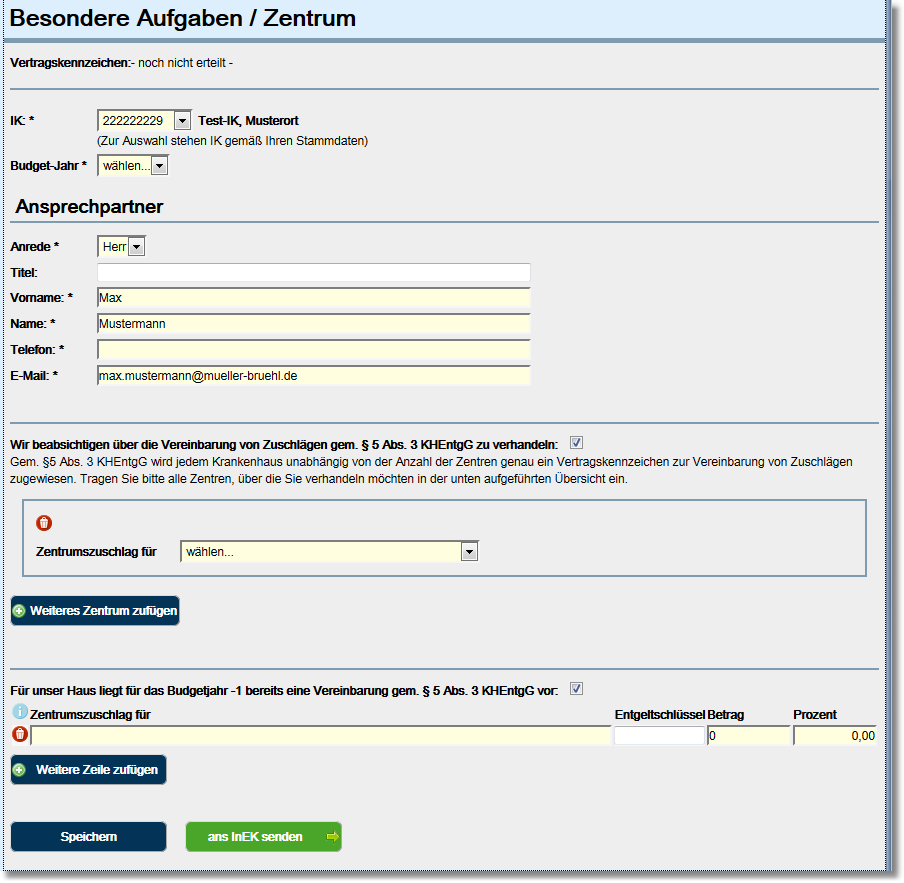 Besondere Aufgaben / Zentrum
Vertragskennzeichen:- noch nicht erteilt -
IK: * 222222229 Test-IK, Musterort
(Zur Auswahl stehen IK gemäß Ihren Stammdaten)
Budget-Jahr * wählen...
Ansprechpartner
Anrede * Herr
Titel:
Vorname: * Max
Name: * Mustermann
Telefon: *
E-Mail: * max.mustermann@mueller-bruehl.de
Wir beabsichtigen über die Vereinbarung von Zuschlägen gem. § 5 Abs. 3 KHEntgG zu verhandeln:
Gem. §5 Abs. 3 KHEntgG wird jedem Krankenhaus unabhängig von der Anzahl der Zentren genau ein Vertragskennzeichen zur Vereinbarung von Zuschlägen
zugewiesen. Tragen Sie bitte alle Zentren, über die Sie verhandeln möchten in der unten aufgeführten Übersicht ein.
Zentrumszuschlag für wählen...
Weiteres Zentrum zufügen
Für unser Haus liegt für das Budgetjahr -1 bereits eine Vereinbarung gem. § 5 Abs. 3 KHEntgG vor:
Zentrumszuschlag für Entgeltschlüssel Betrag Prozent
0 0,00
Weitere Zeile zufügen
Speichern ans InEK senden